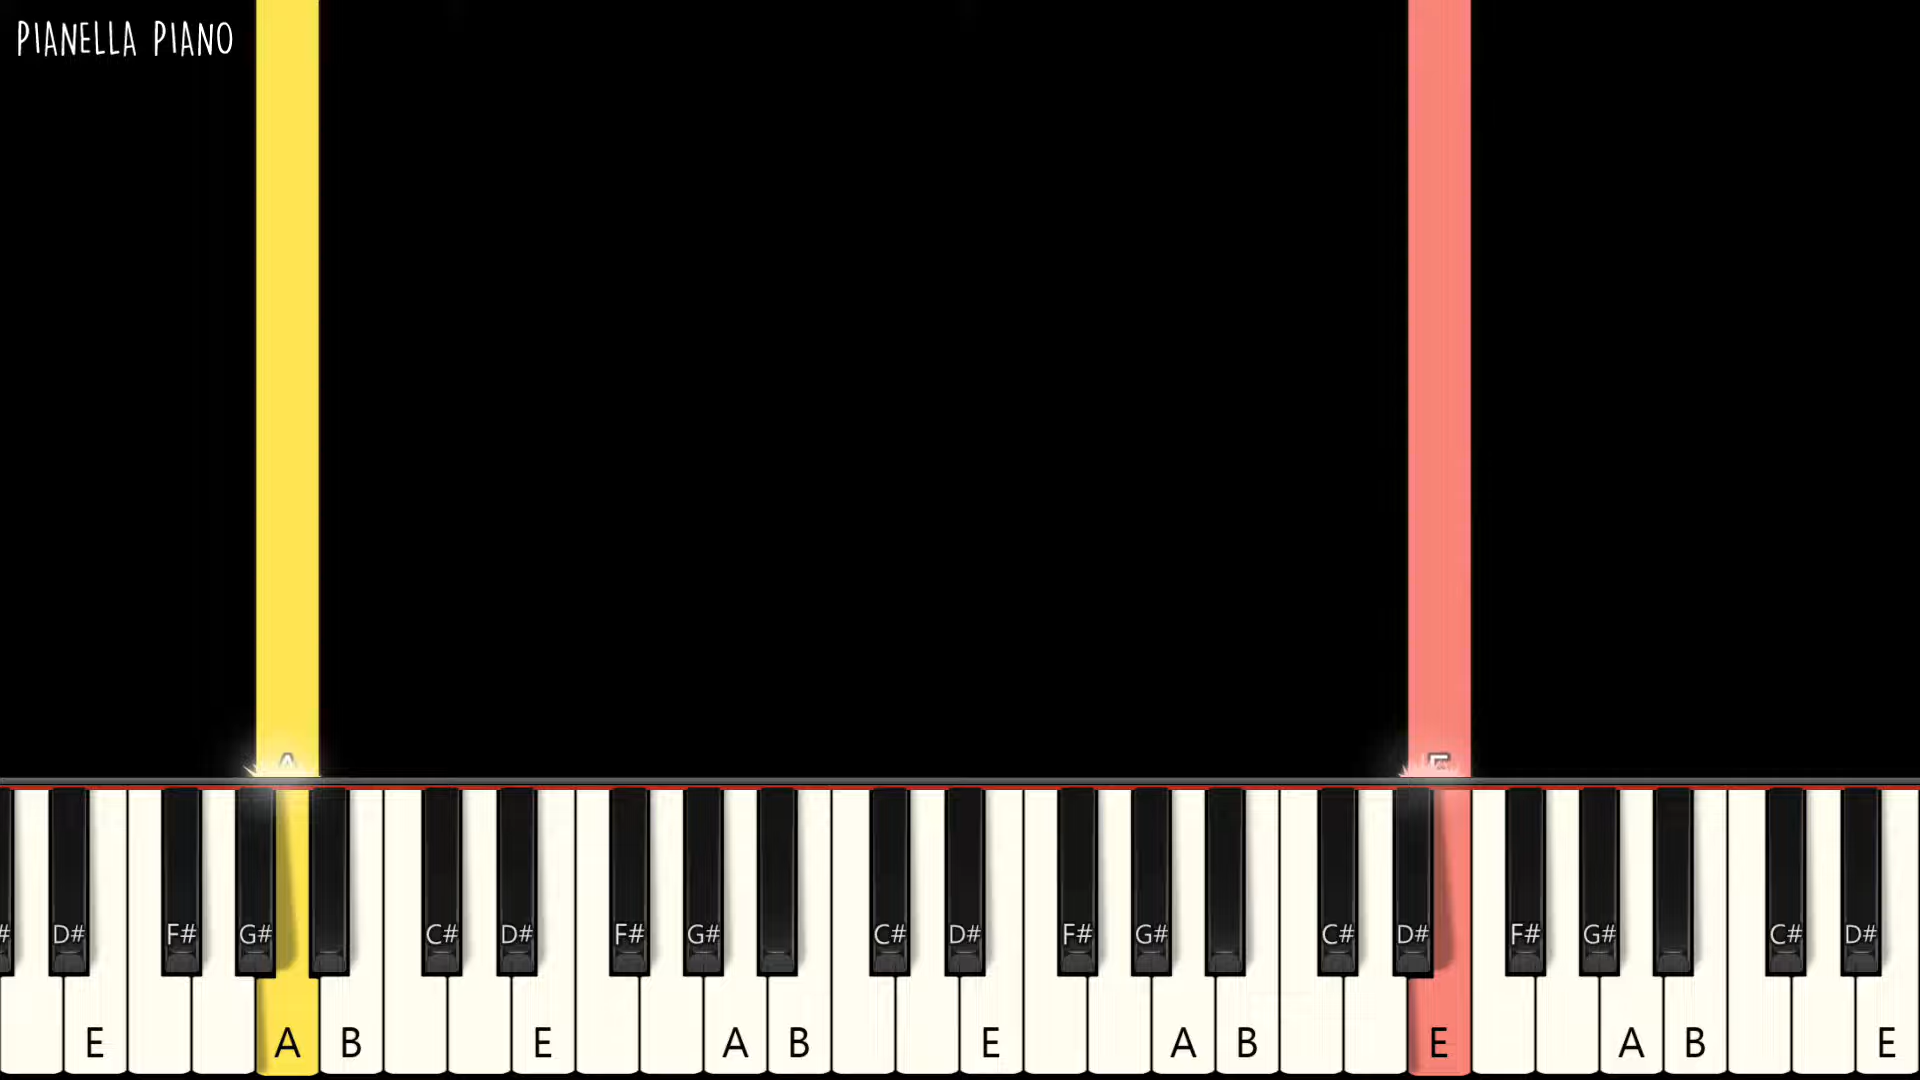 PIANELLA PIANO
A E
# D# F# G# C# D# F# G# C# D# F# G# C# D# F# G# C# D#
E A B E A B E A B E A B E